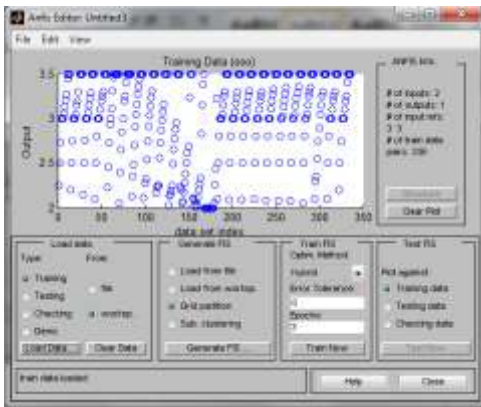 Anfis Editor: Untitled
File Edit View
Training Data (ooo)
3.5
3
2.5
2
Output
0 50 100 150 200 250 300 350
data set index
ANFIS Info.
# of inputs: 2
# of outputs: 1
# of input mfs:
3 3
# of train data
pairs:
Structure
Clear Plot
Load data
Type: From:
Training
Testing
Checking
Demo
file
worksp.
Load Data... Clear Data
Generate FIS
Load from file
Load from worksp.
Grid partition
Sub. clustering
Generate FIS
Train FIS
Optim. Method:
Hybrid
Error Tolerance:
0
Epochs:
3
Train Now
Test FIS
Plot against:
Training data
Testing data
Checking data
Test Now
train data loaded
Help Close